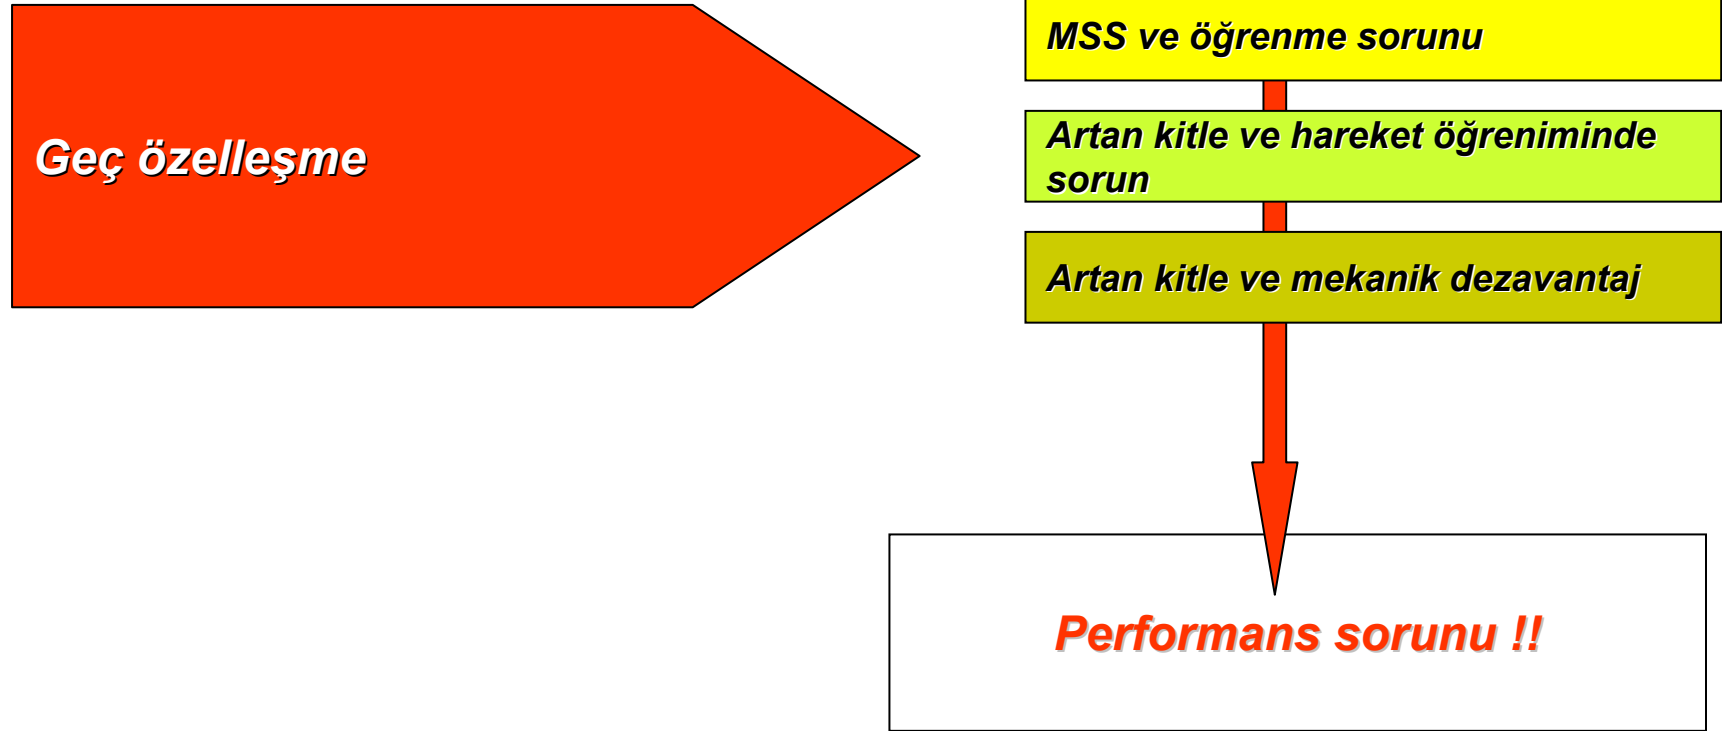 Geç özelleşme
MSS ve öğrenme sorunu
Artan kitle ve hareket öğreniminde
sorun
Artan kitle ve mekanik dezavantaj
Performans sorunu !!